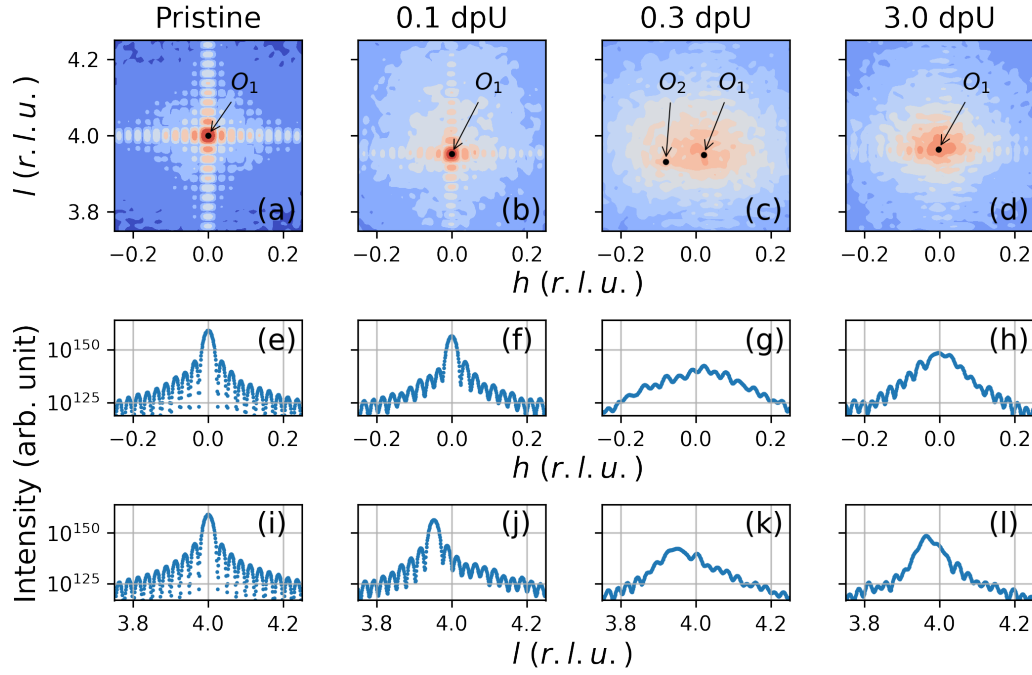 Pristine 0.1 dpU 0.3 dpU 3.0 dpU
4.2
4.0
3.8
l (r.l.u.)
O₁ O₁ O₂ O₁ O₁
(a) (b) (c) (d)
−0.2 0.0 0.2 −0.2 0.0 0.2 −0.2 0.0 0.2 −0.2 0.0 0.2
h (r.l.u.)
Intensity (arb. unit)
10¹⁵⁰
10¹²⁵
(e) (f) (g) (h)
−0.2 0.0 0.2 −0.2 0.0 0.2 −0.2 0.0 0.2 −0.2 0.0 0.2
h (r.l.u.)
10¹⁵⁰
10¹²⁵
(i) (j) (k) (l)
3.8 4.0 4.2 3.8 4.0 4.2 3.8 4.0 4.2 3.8 4.0 4.2
l (r.l.u.)